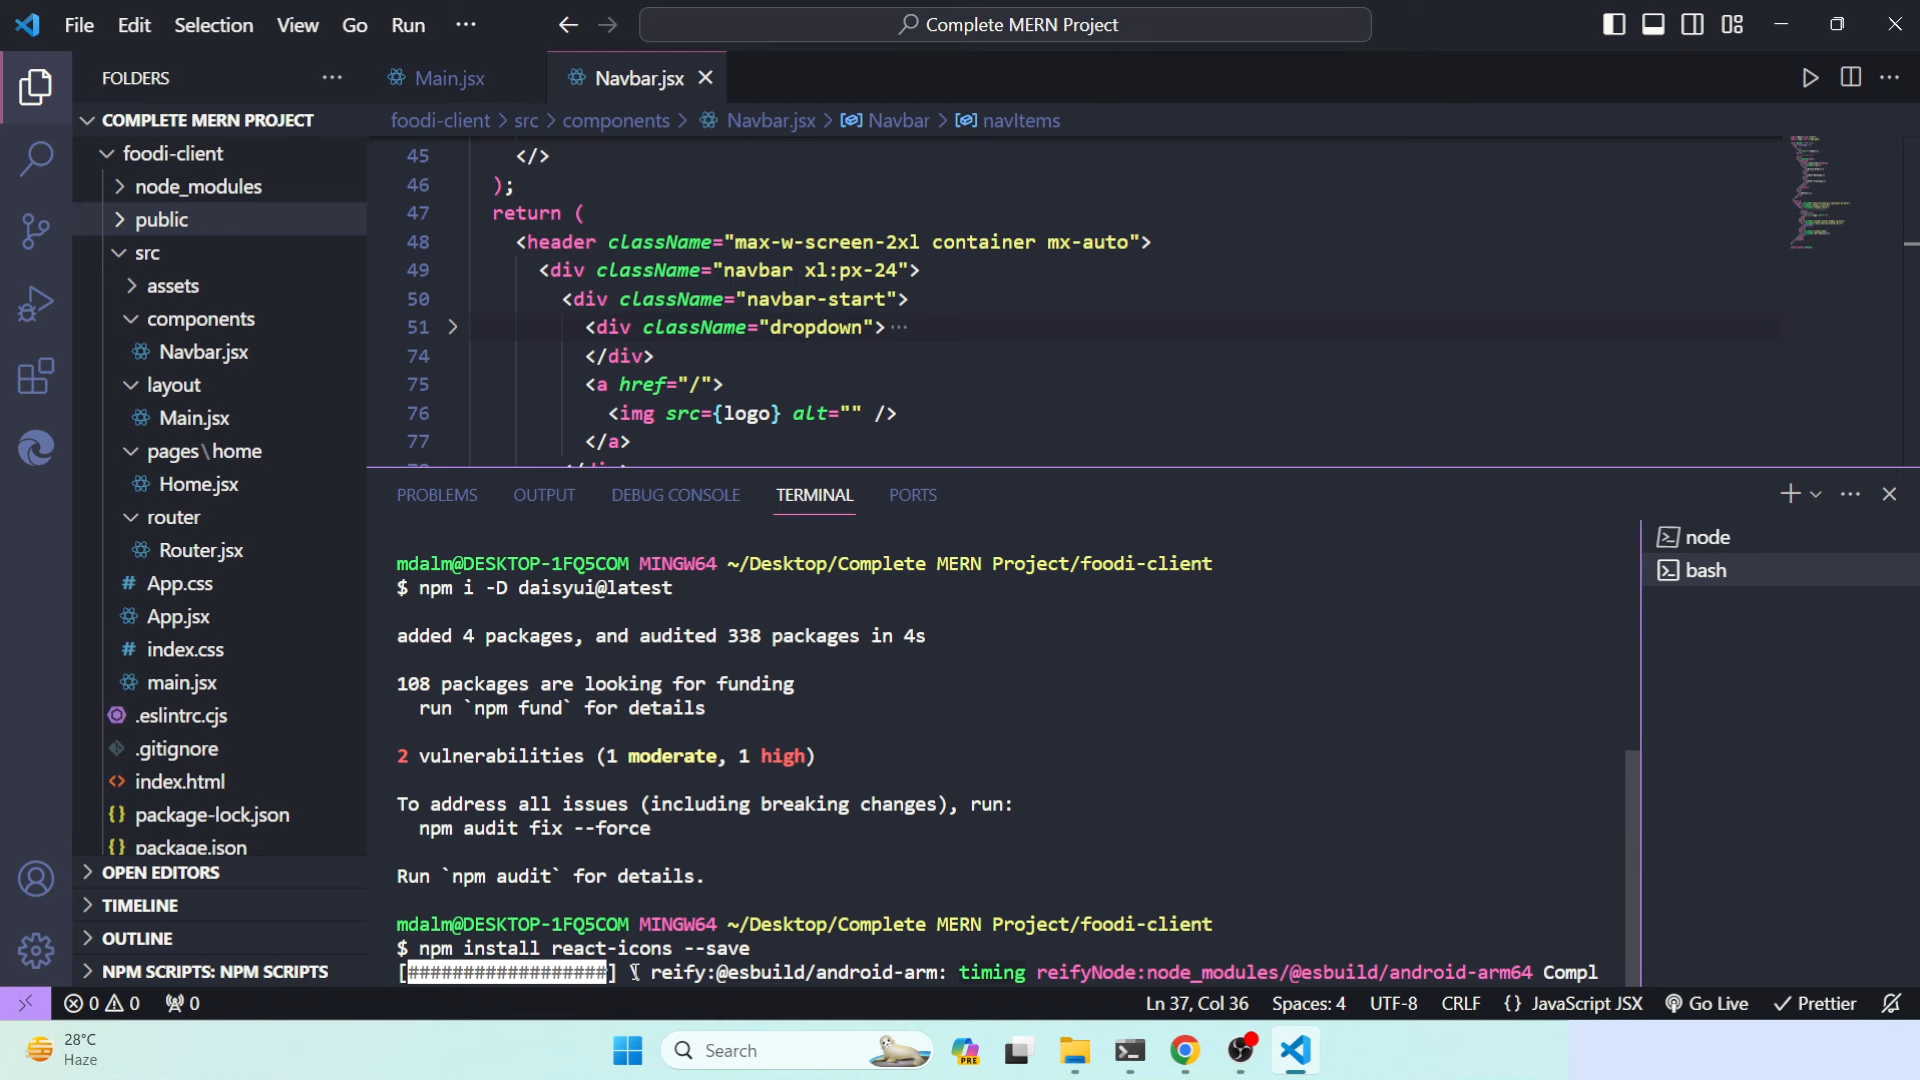 File Edit Selection View Go Run ···
Complete MERN Project
FOLDERS ···
Main.jsx
Navbar.jsx
COMPLETE MERN PROJECT
foodi-client > src > components > Navbar.jsx > Navbar > navItems
foodi-client
node_modules
public
src
assets
components
Navbar.jsx
layout
Main.jsx
pages\home
Home.jsx
router
Router.jsx
App.css
App.jsx
index.css
main.jsx
.eslintrc.cjs
.gitignore
index.html
package-lock.json
package.json
OPEN EDITORS
TIMELINE
OUTLINE
NPM SCRIPTS: NPM SCRIPTS
45 </>
46 );
47 return (
48 <header className="max-w-screen-2xl container mx-auto">
49 <div className="navbar xl:px-24">
50 <div className="navbar-start">
51 <div className="dropdown">···
74 </div>
75 <a href="/">
76 <img src={logo} alt="" />
77 </a>
PROBLEMS OUTPUT DEBUG CONSOLE TERMINAL PORTS
node
bash
mdalm@DESKTOP-1FQ5COM MINGW64 ~/Desktop/Complete MERN Project/foodi-client
$ npm i -D daisyui@latest
added 4 packages, and audited 338 packages in 4s
108 packages are looking for funding
run `npm fund` for details
2 vulnerabilities (1 moderate, 1 high)
To address all issues (including breaking changes), run:
npm audit fix --force
Run `npm audit` for details.
mdalm@DESKTOP-1FQ5COM MINGW64 ~/Desktop/Complete MERN Project/foodi-client
$ npm install react-icons --save
[##################] \ reify:@esbuild/android-arm: timing reifyNode:node_modules/@esbuild/android-arm64 Compl
0 0 0
Ln 37, Col 36 Spaces: 4 UTF-8 CRLF {} JavaScript JSX Go Live Prettier
28°C
Haze
Search
PRE